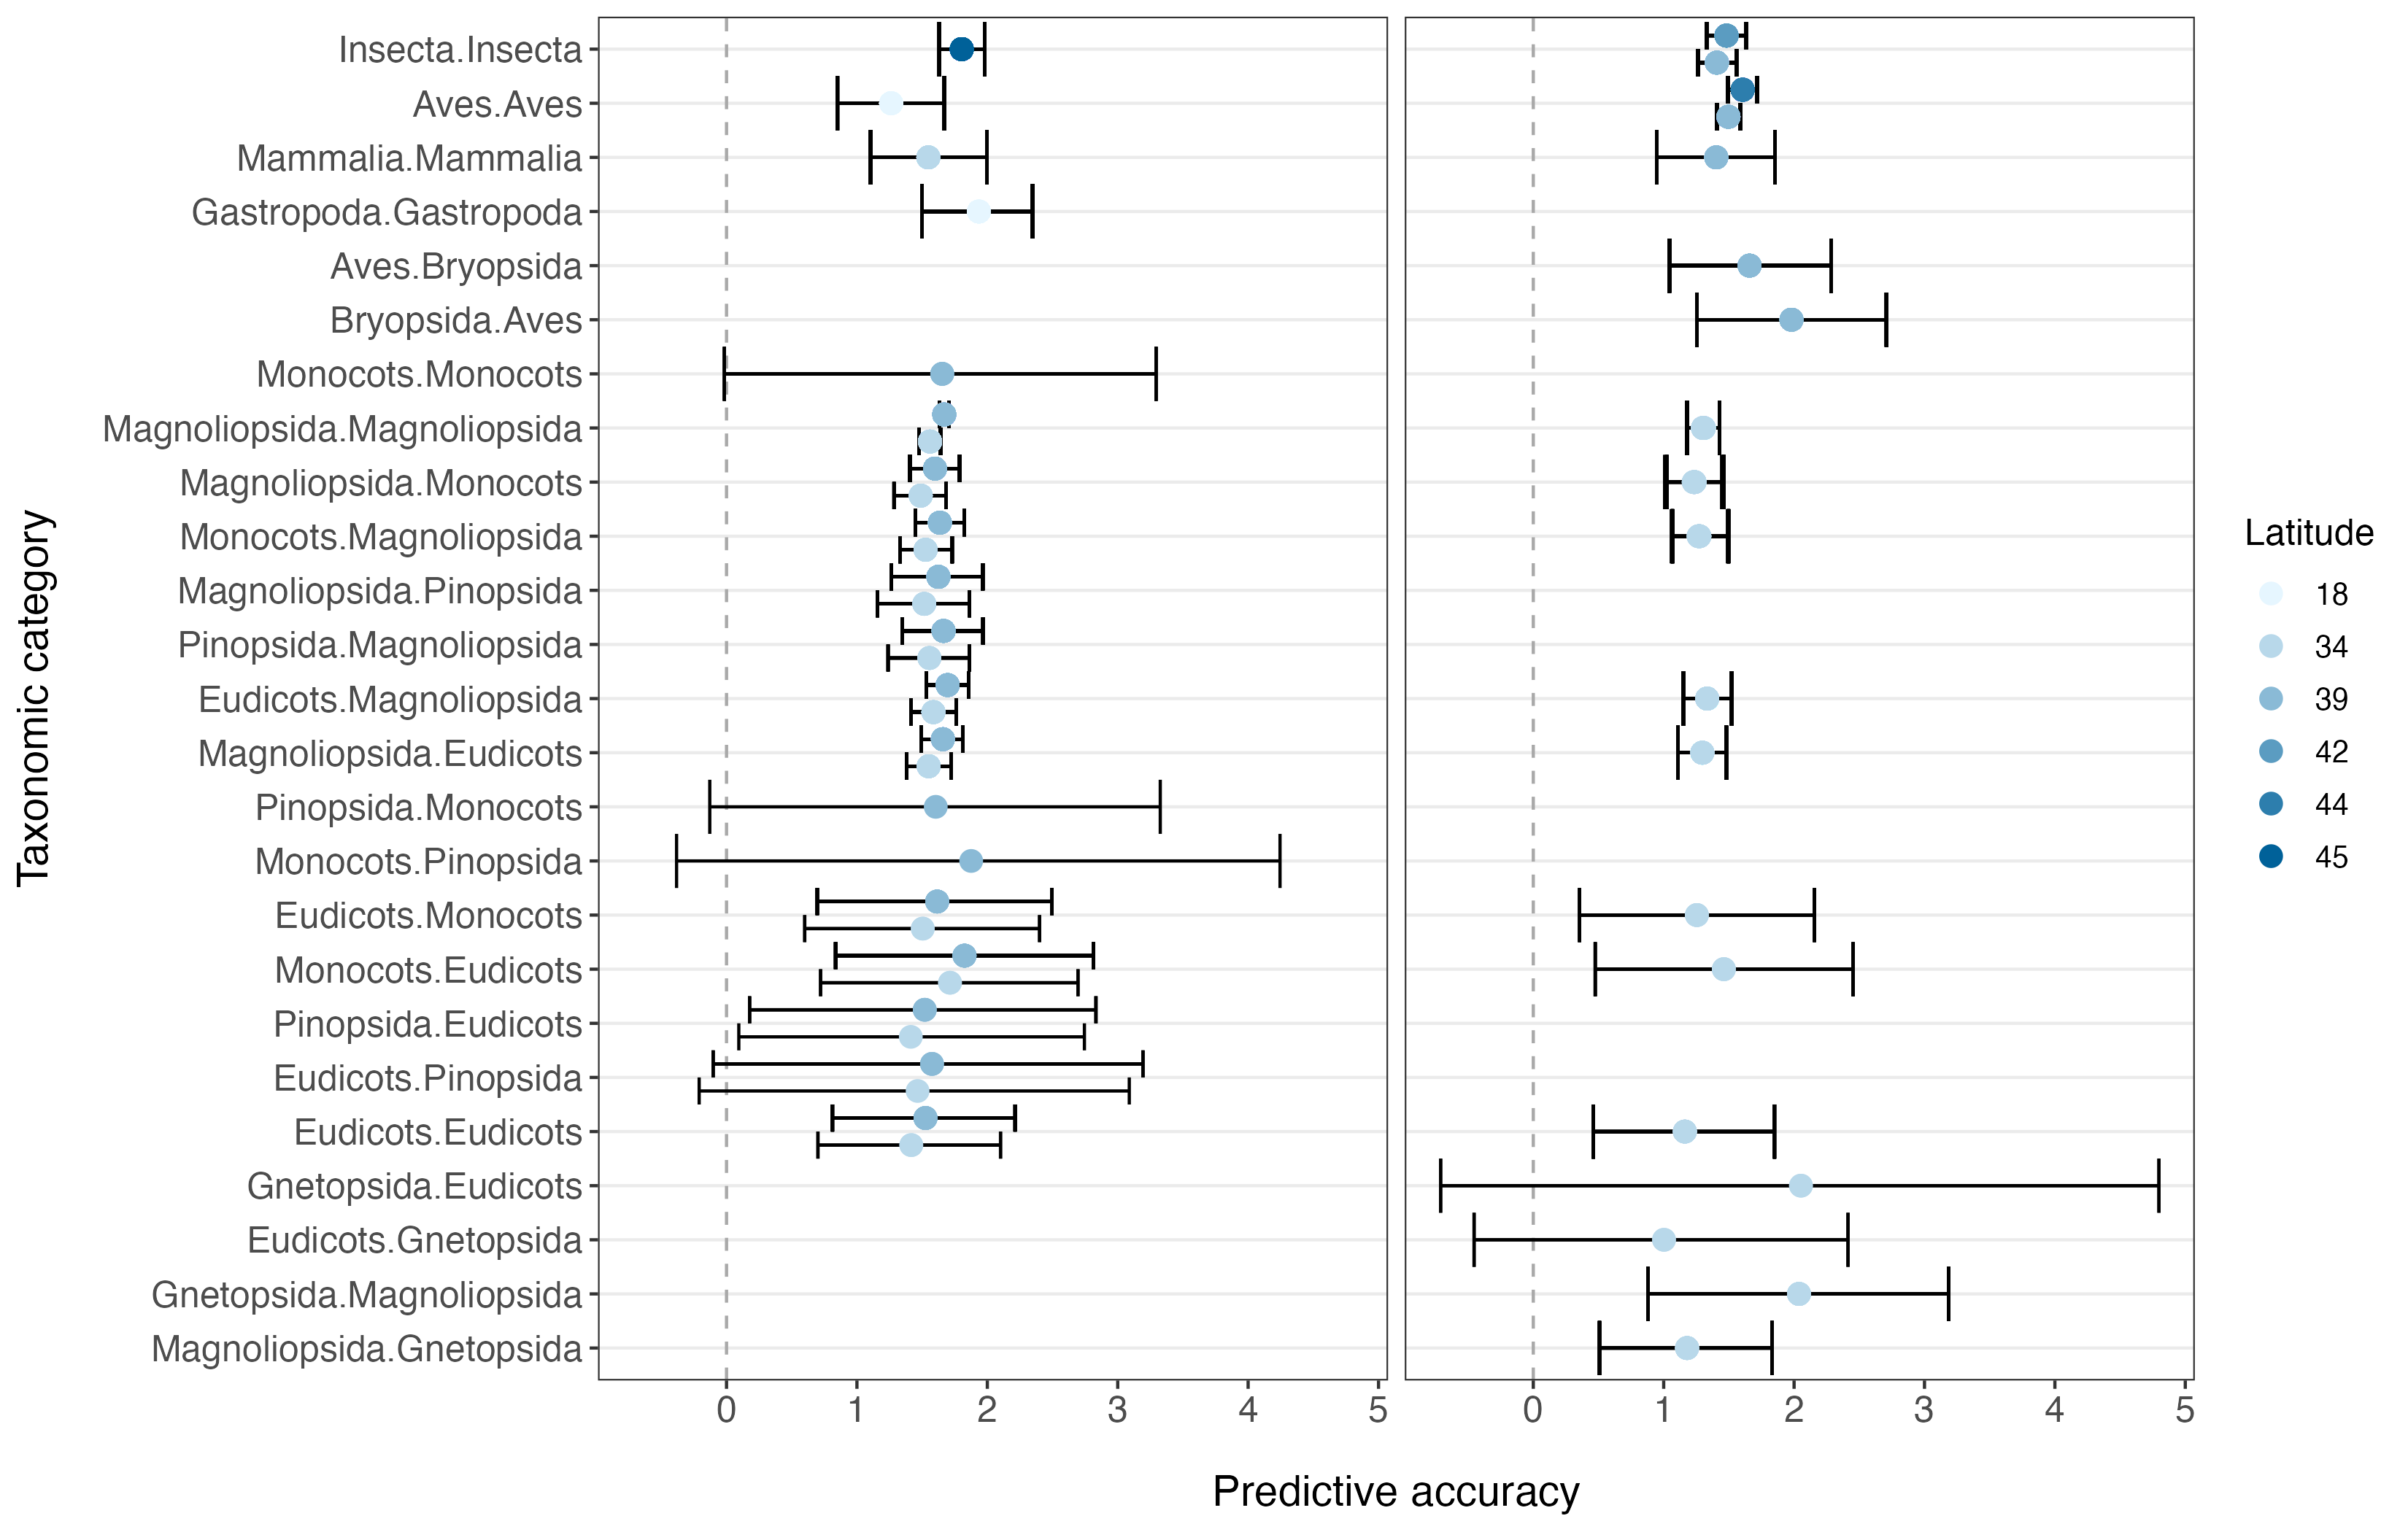 Taxonomic category
Insecta.Insecta
Aves.Aves
Mammalia.Mammalia
Gastropoda.Gastropoda
Aves.Bryopsida
Bryopsida.Aves
Monocots.Monocots
Magnoliopsida.Magnoliopsida
Magnoliopsida.Monocots
Monocots.Magnoliopsida
Magnoliopsida.Pinopsida
Pinopsida.Magnoliopsida
Eudicots.Magnoliopsida
Magnoliopsida.Eudicots
Pinopsida.Monocots
Monocots.Pinopsida
Eudicots.Monocots
Monocots.Eudicots
Pinopsida.Eudicots
Eudicots.Pinopsida
Eudicots.Eudicots
Gnetopsida.Eudicots
Eudicots.Gnetopsida
Gnetopsida.Magnoliopsida
Magnoliopsida.Gnetopsida
0 1 2 3 4 5
0 1 2 3 4 5
Predictive accuracy
Latitude
18
34
39
42
44
45